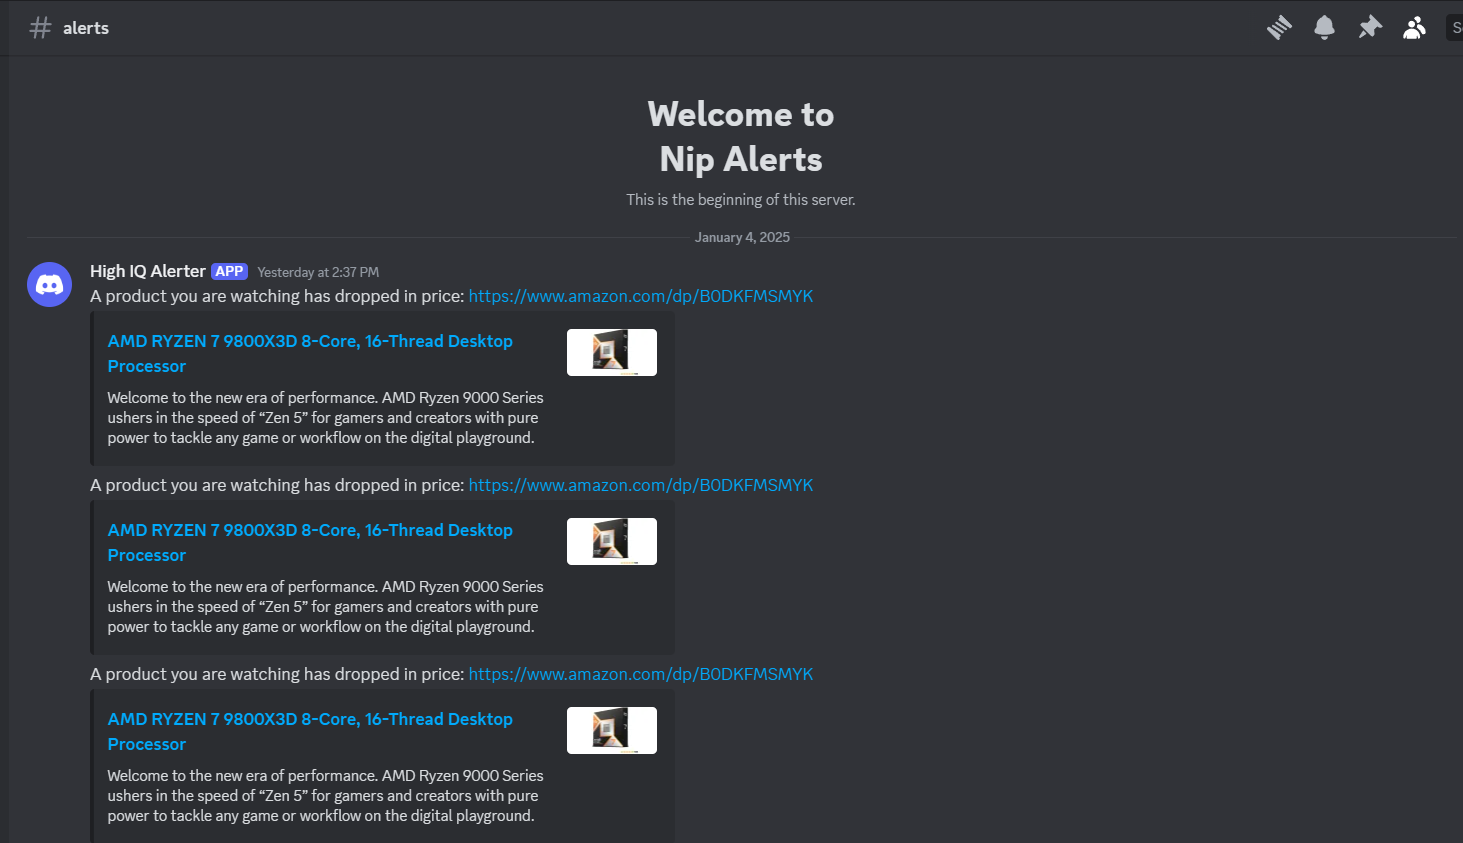 alerts
S
Welcome to
Nip Alerts
This is the beginning of this server.
January 4, 2025
High IQ Alerter APP Yesterday at 2:37 PM
A product you are watching has dropped in price: https://www.amazon.com/dp/B0DKFMSMYK
AMD RYZEN 7 9800X3D 8-Core, 16-Thread Desktop
Processor
Welcome to the new era of performance. AMD Ryzen 9000 Series
ushers in the speed of “Zen 5” for gamers and creators with pure
power to tackle any game or workflow on the digital playground.
A product you are watching has dropped in price: https://www.amazon.com/dp/B0DKFMSMYK
AMD RYZEN 7 9800X3D 8-Core, 16-Thread Desktop
Processor
Welcome to the new era of performance. AMD Ryzen 9000 Series
ushers in the speed of “Zen 5” for gamers and creators with pure
power to tackle any game or workflow on the digital playground.
A product you are watching has dropped in price: https://www.amazon.com/dp/B0DKFMSMYK
AMD RYZEN 7 9800X3D 8-Core, 16-Thread Desktop
Processor
Welcome to the new era of performance. AMD Ryzen 9000 Series
ushers in the speed of “Zen 5” for gamers and creators with pure
power to tackle any game or workflow on the digital playground.